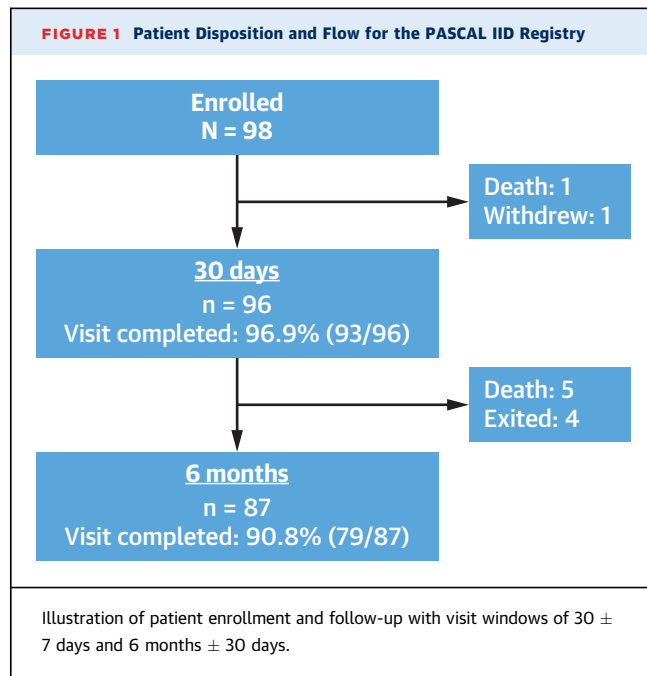 FIGURE 1 Patient Disposition and Flow for the PASCAL IID Registry
Enrolled
N = 98
Death: 1
Withdrew: 1
30 days
n = 96
Visit completed: 96.9% (93/96)
Death: 5
Exited: 4
6 months
n = 87
Visit completed: 90.8% (79/87)
Illustration of patient enrollment and follow-up with visit windows of 30 ±
7 days and 6 months ± 30 days.